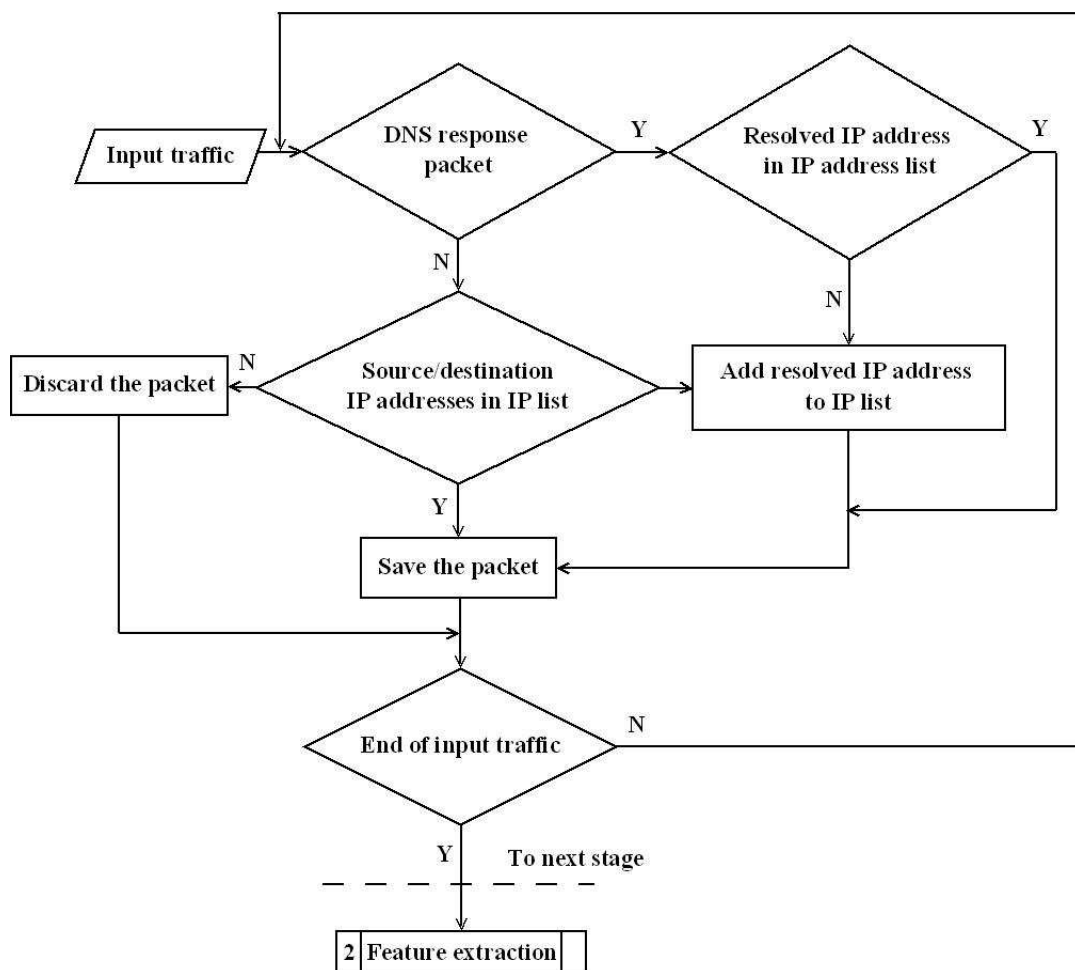 Input traffic
DNS response
packet
Y
Resolved IP address
in IP address list
Y
N
N
Discard the packet
N
Source/destination
IP addresses in IP list
Add resolved IP address
to IP list
Y
Save the packet
End of input traffic
N
Y
To next stage
2 Feature extraction